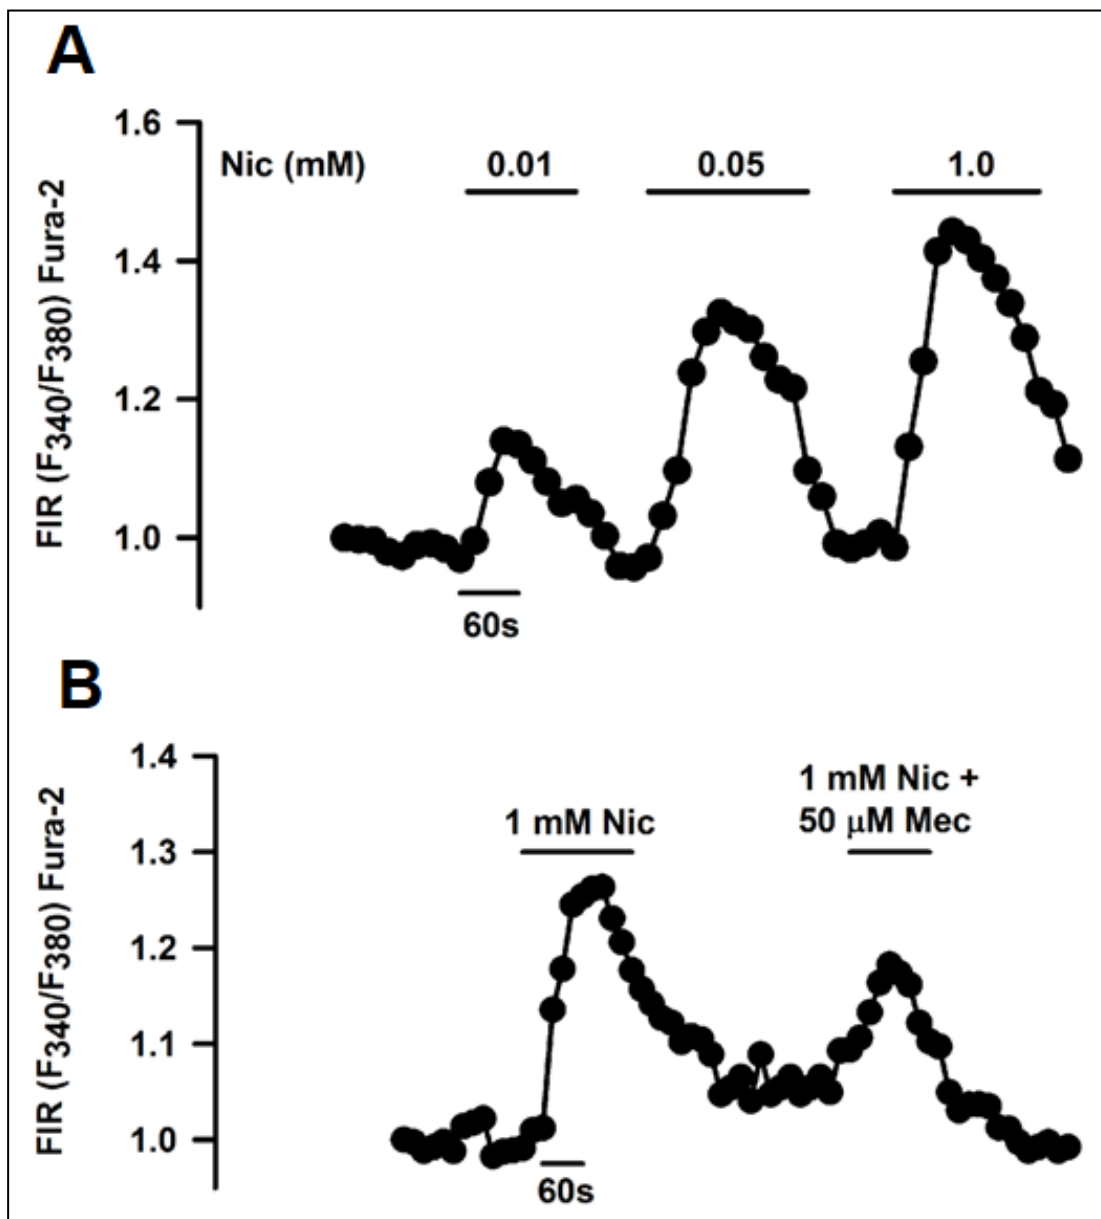 A
1.6
Nic (mM) 0.01 0.05 1.0
1.4
1.2
1.0
FIR (F340/F380) Fura-2
60s
B
1.4
1 mM Nic +
1 mM Nic 50 μM Mec
1.3
1.2
1.1
1.0
FIR (F340/F380) Fura-2
60s